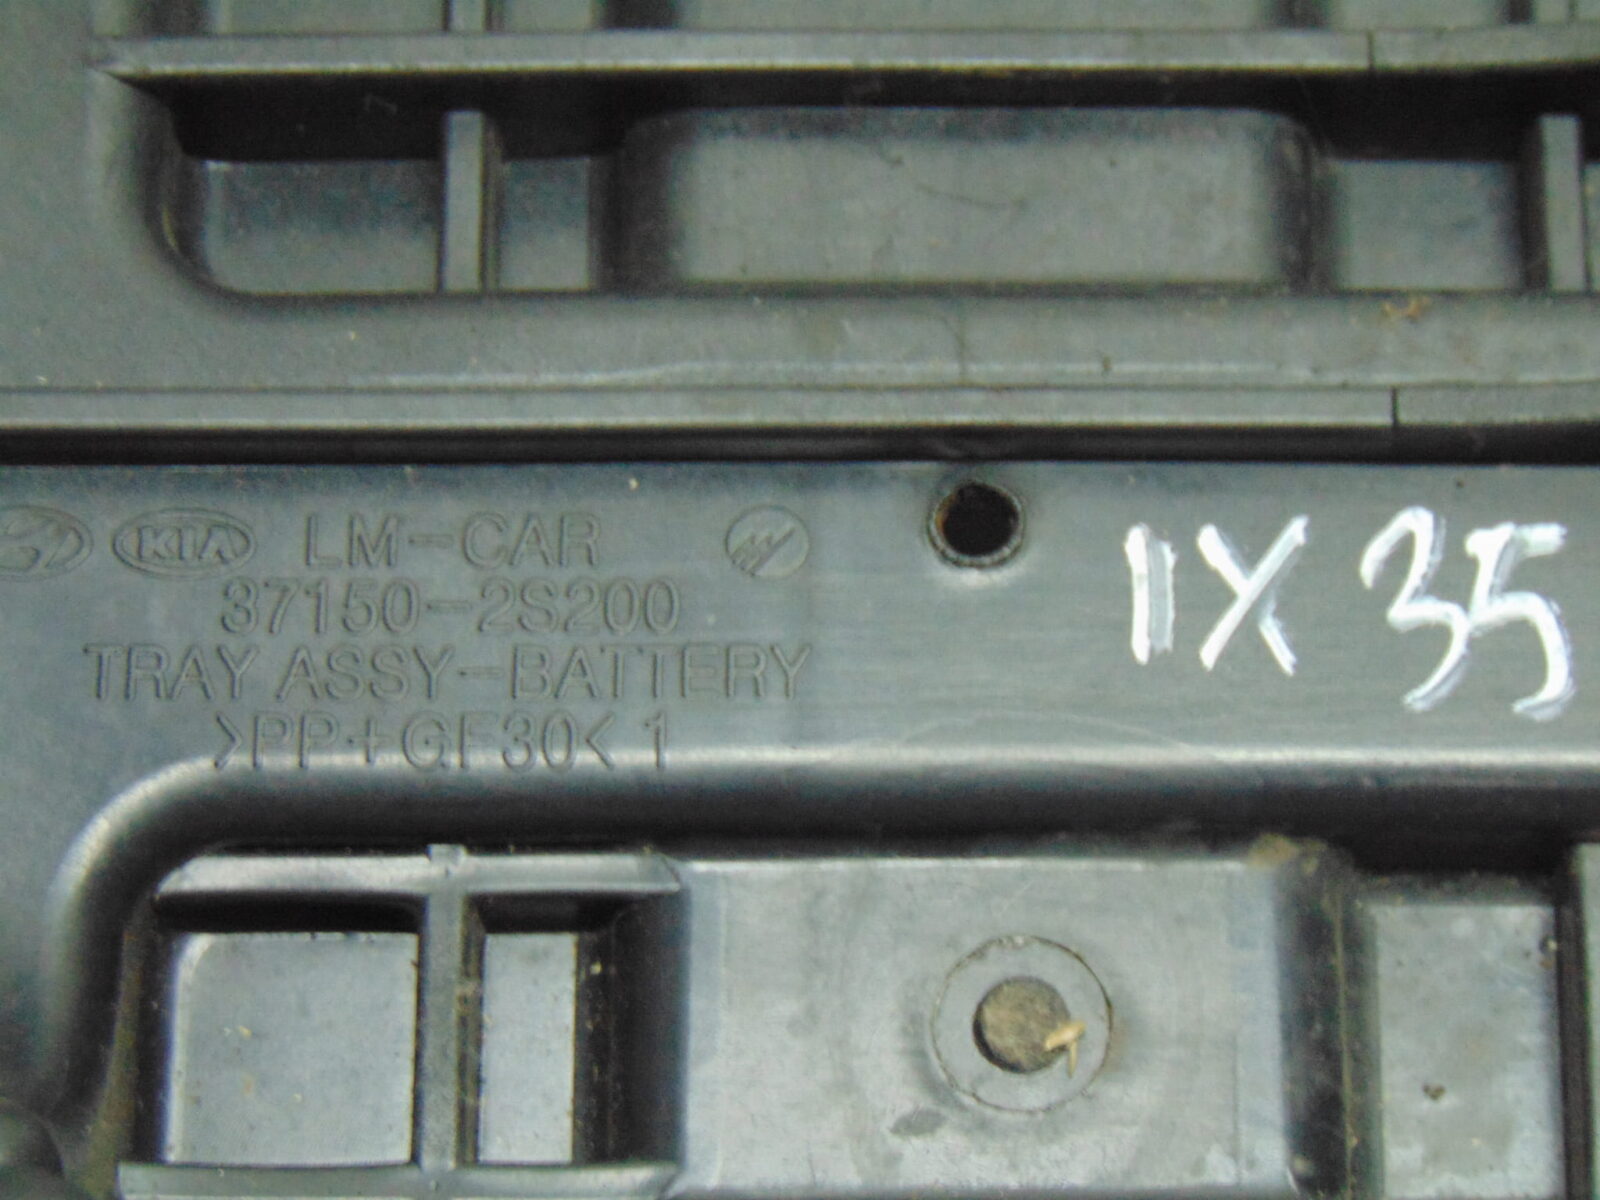 KIA LM-CAR
37150-2S200
TRAY ASSY-BATTERY
>PP+GF30< 1
IX 35